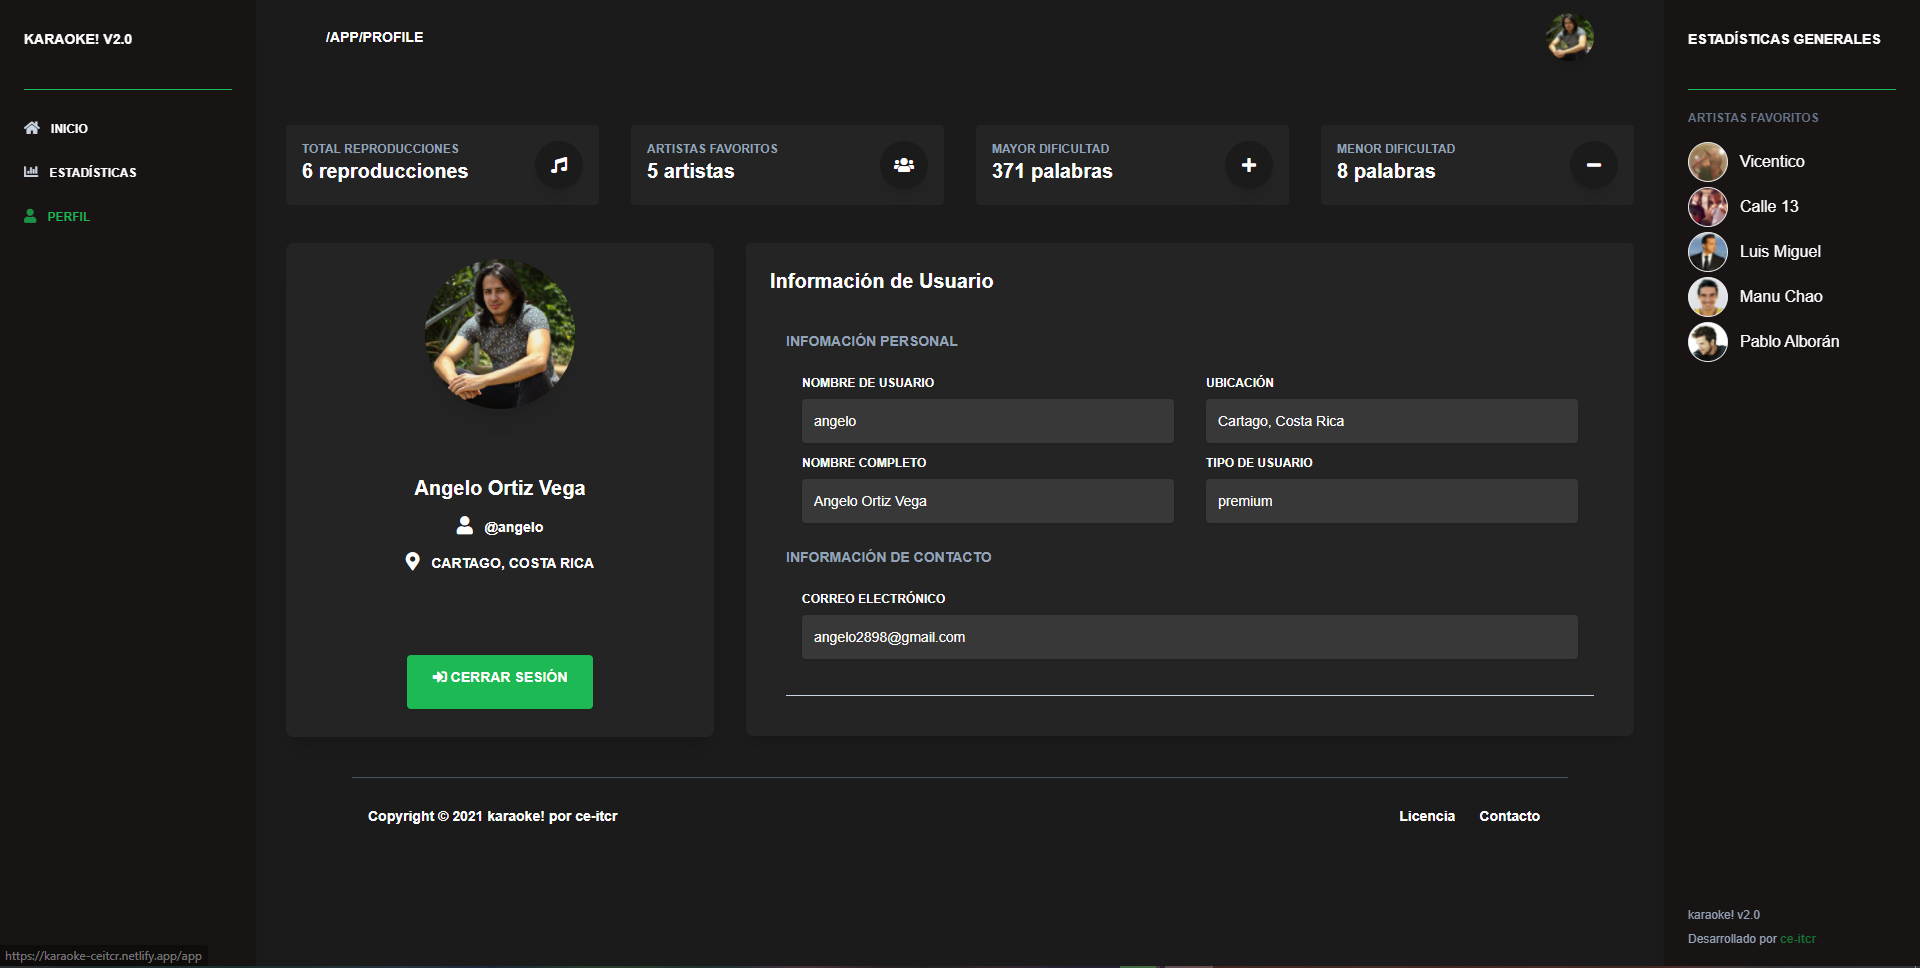 KARAOKE! V2.0
INICIO
ESTADÍSTICAS
PERFIL
/APP/PROFILE
TOTAL REPRODUCCIONES
6 reproducciones
ARTISTAS FAVORITOS
5 artistas
MAYOR DIFICULTAD
371 palabras
MENOR DIFICULTAD
8 palabras
Angelo Ortiz Vega
@angelo
CARTAGO, COSTA RICA
CERRAR SESIÓN
Información de Usuario
INFOMACIÓN PERSONAL
NOMBRE DE USUARIO
angelo
UBICACIÓN
Cartago, Costa Rica
NOMBRE COMPLETO
Angelo Ortiz Vega
TIPO DE USUARIO
premium
INFORMACIÓN DE CONTACTO
CORREO ELECTRÓNICO
angelo2898@gmail.com
Copyright © 2021 karaoke! por ce-itcr
Licencia
Contacto
ESTADÍSTICAS GENERALES
ARTISTAS FAVORITOS
Vicentico
Calle 13
Luis Miguel
Manu Chao
Pablo Alborán
karaoke! v2.0
Desarrollado por ce-itcr
https://karaoke-ceitcr.netlify.app/app